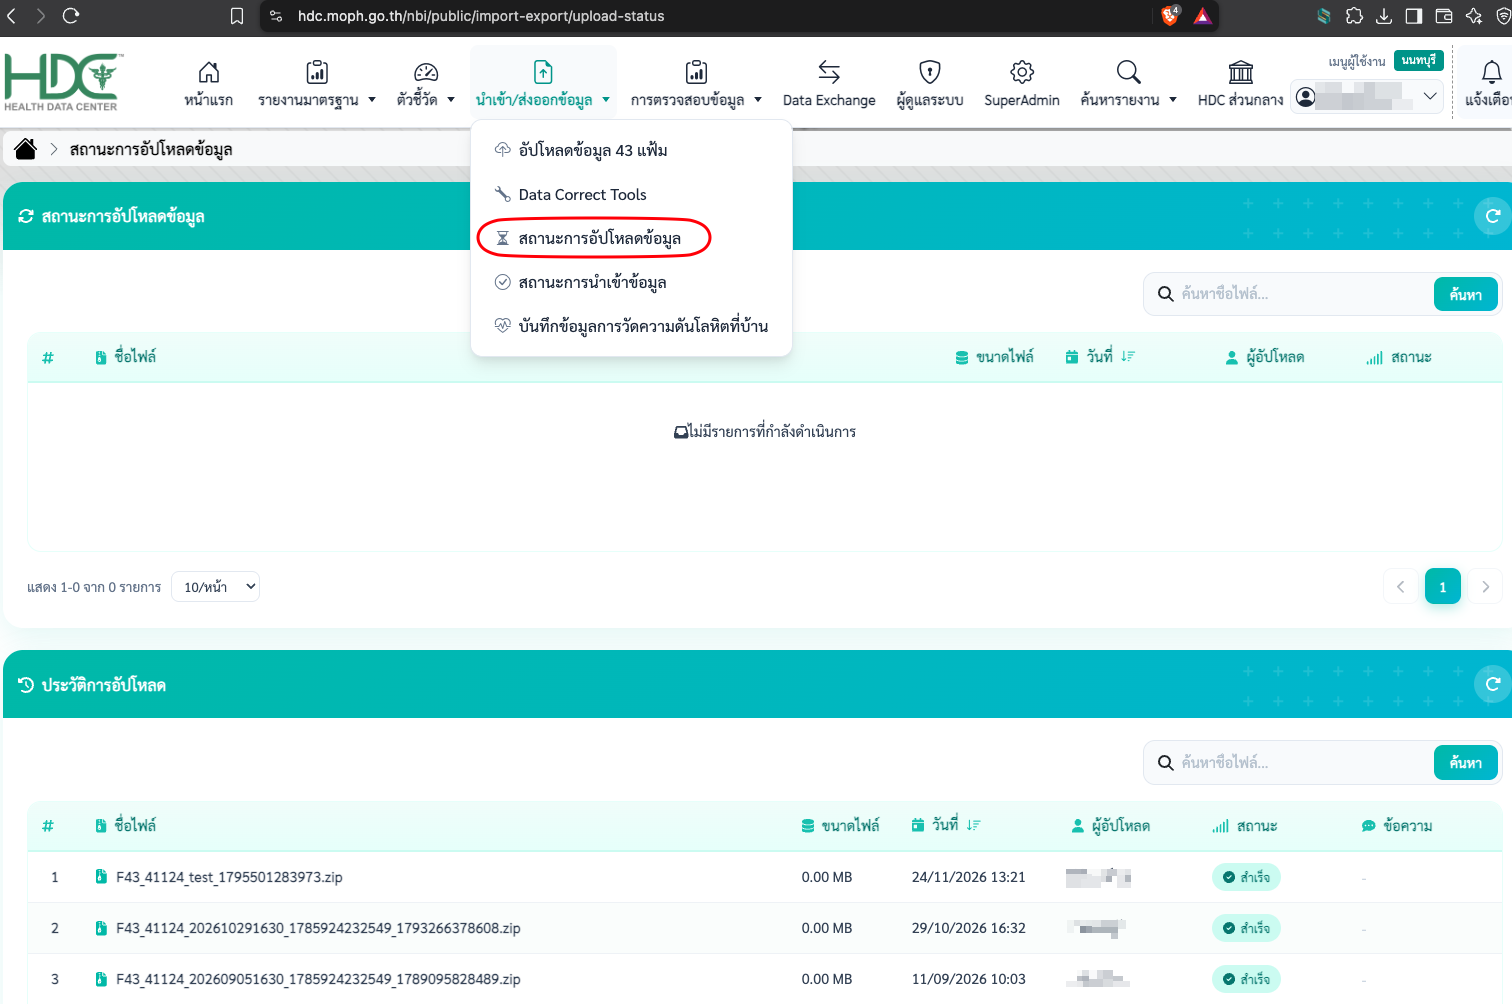 hdc.moph.go.th/nbi/public/import-export/upload-status
4
HDC
HEALTH DATA CENTER
หน้าแรก
รายงานมาตรฐาน
ตัวชี้วัด
นำเข้า/ส่งออกข้อมูล
การตรวจสอบข้อมูล
Data Exchange
ผู้ดูแลระบบ
SuperAdmin
ค้นหารายงาน
HDC ส่วนกลาง
เมนูผู้ใช้งาน นนทบุรี
แจ้งเตือน
สถานะการอัปโหลดข้อมูล
อัปโหลดข้อมูล 43 แฟ้ม
Data Correct Tools
สถานะการอัปโหลดข้อมูล
สถานะการนำเข้าข้อมูล
บันทึกข้อมูลการวัดความดันโลหิตที่บ้าน
สถานะการอัปโหลดข้อมูล
ค้นหาชื่อไฟล์... ค้นหา
# ชื่อไฟล์ ขนาดไฟล์ วันที่ ผู้อัปโหลด สถานะ
ไม่มีรายการที่กำลังดำเนินการ
แสดง 1-0 จาก 0 รายการ 10/หน้า 1
ประวัติการอัปโหลด
ค้นหาชื่อไฟล์... ค้นหา
# ชื่อไฟล์ ขนาดไฟล์ วันที่ ผู้อัปโหลด สถานะ ข้อความ
1 F43_41124_test_1795501283973.zip 0.00 MB 24/11/2026 13:21 สำเร็จ -
2 F43_41124_202610291630_1785924232549_1793266378608.zip 0.00 MB 29/10/2026 16:32 สำเร็จ -
3 F43_41124_202609051630_1785924232549_1789095828489.zip 0.00 MB 11/09/2026 10:03 สำเร็จ -